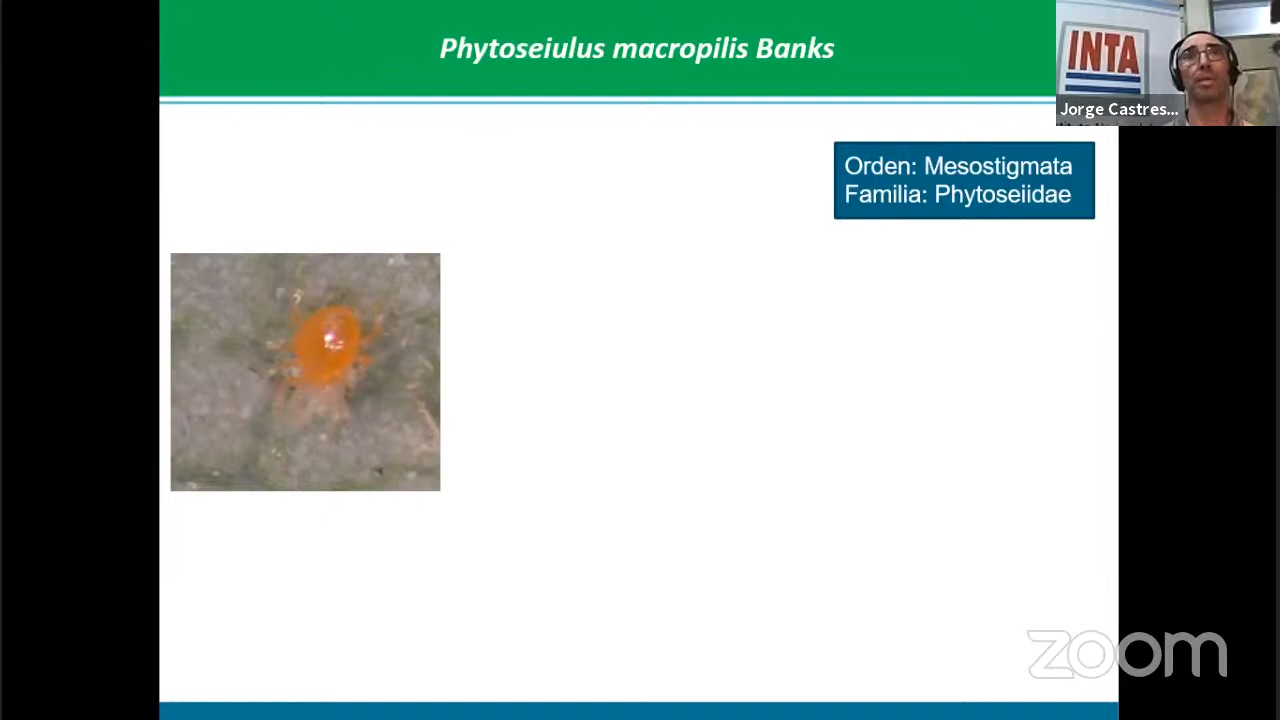 Phytoseiulus macropilis Banks
INTA
Jorge Castres...
Orden: Mesostigmata
Familia: Phytoseiidae
zoom